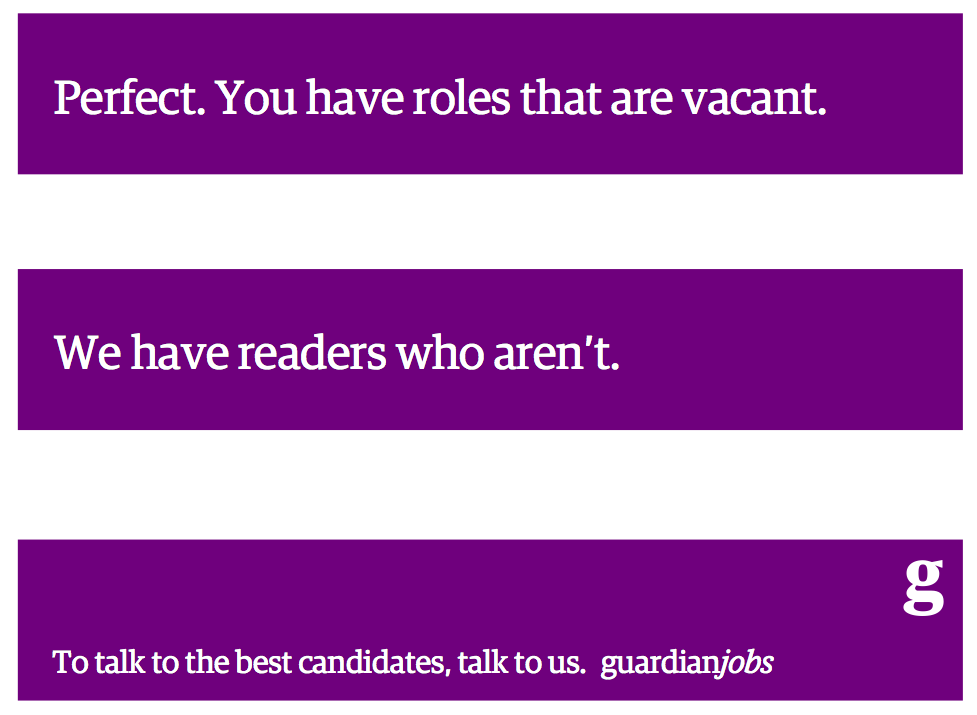 Perfect. You have roles that are vacant.
We have readers who aren't.
g
To talk to the best candidates, talk to us. guardianjobs